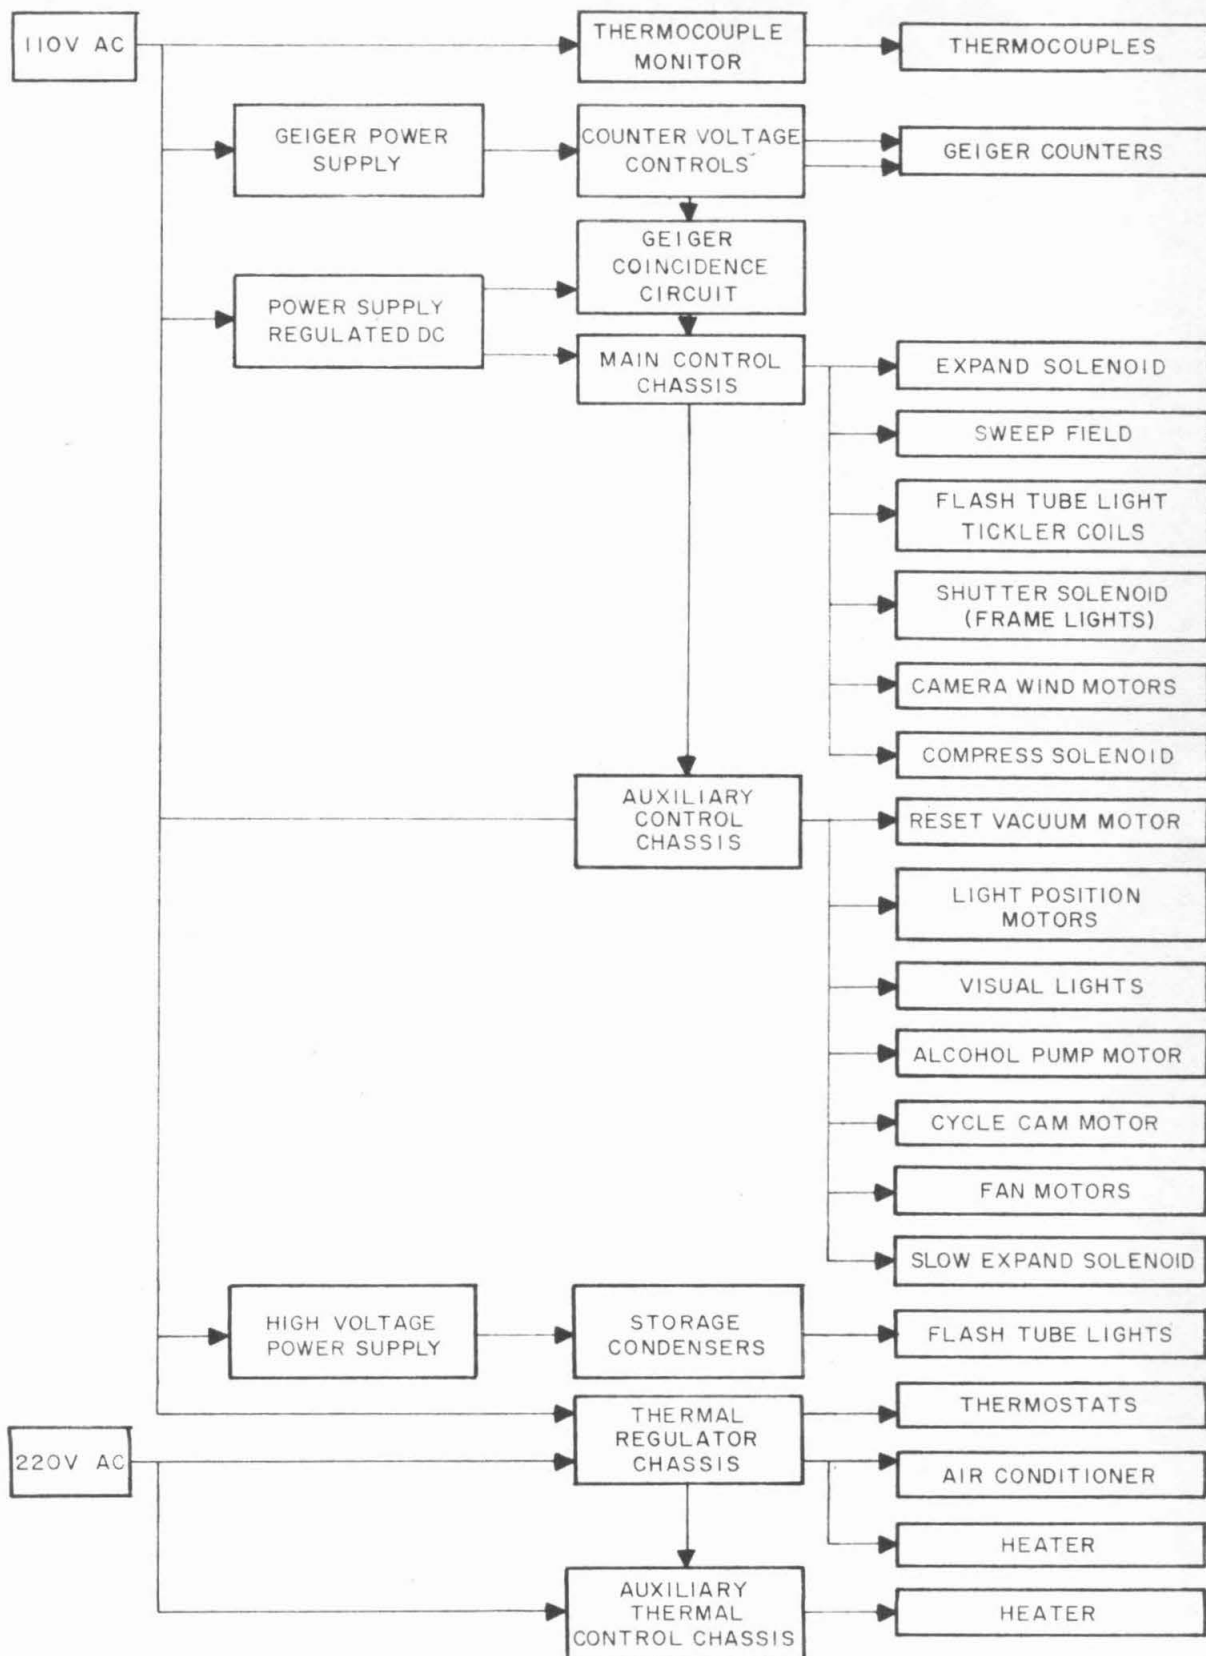 110V AC
THERMOCOUPLE
MONITOR
THERMOCOUPLES
GEIGER POWER
SUPPLY
COUNTER VOLTAGE
CONTROLS
GEIGER COUNTERS
GEIGER
COINCIDENCE
CIRCUIT
POWER SUPPLY
REGULATED DC
MAIN CONTROL
CHASSIS
EXPAND SOLENOID
SWEEP FIELD
FLASH TUBE LIGHT
TICKLER COILS
SHUTTER SOLENOID
(FRAME LIGHTS)
CAMERA WIND MOTORS
COMPRESS SOLENOID
AUXILIARY
CONTROL
CHASSIS
RESET VACUUM MOTOR
LIGHT POSITION
MOTORS
VISUAL LIGHTS
ALCOHOL PUMP MOTOR
CYCLE CAM MOTOR
FAN MOTORS
SLOW EXPAND SOLENOID
HIGH VOLTAGE
POWER SUPPLY
STORAGE
CONDENSERS
FLASH TUBE LIGHTS
THERMOSTATS
220V AC
THERMAL
REGULATOR
CHASSIS
AIR CONDITIONER
HEATER
AUXILIARY
THERMAL
CONTROL CHASSIS
HEATER